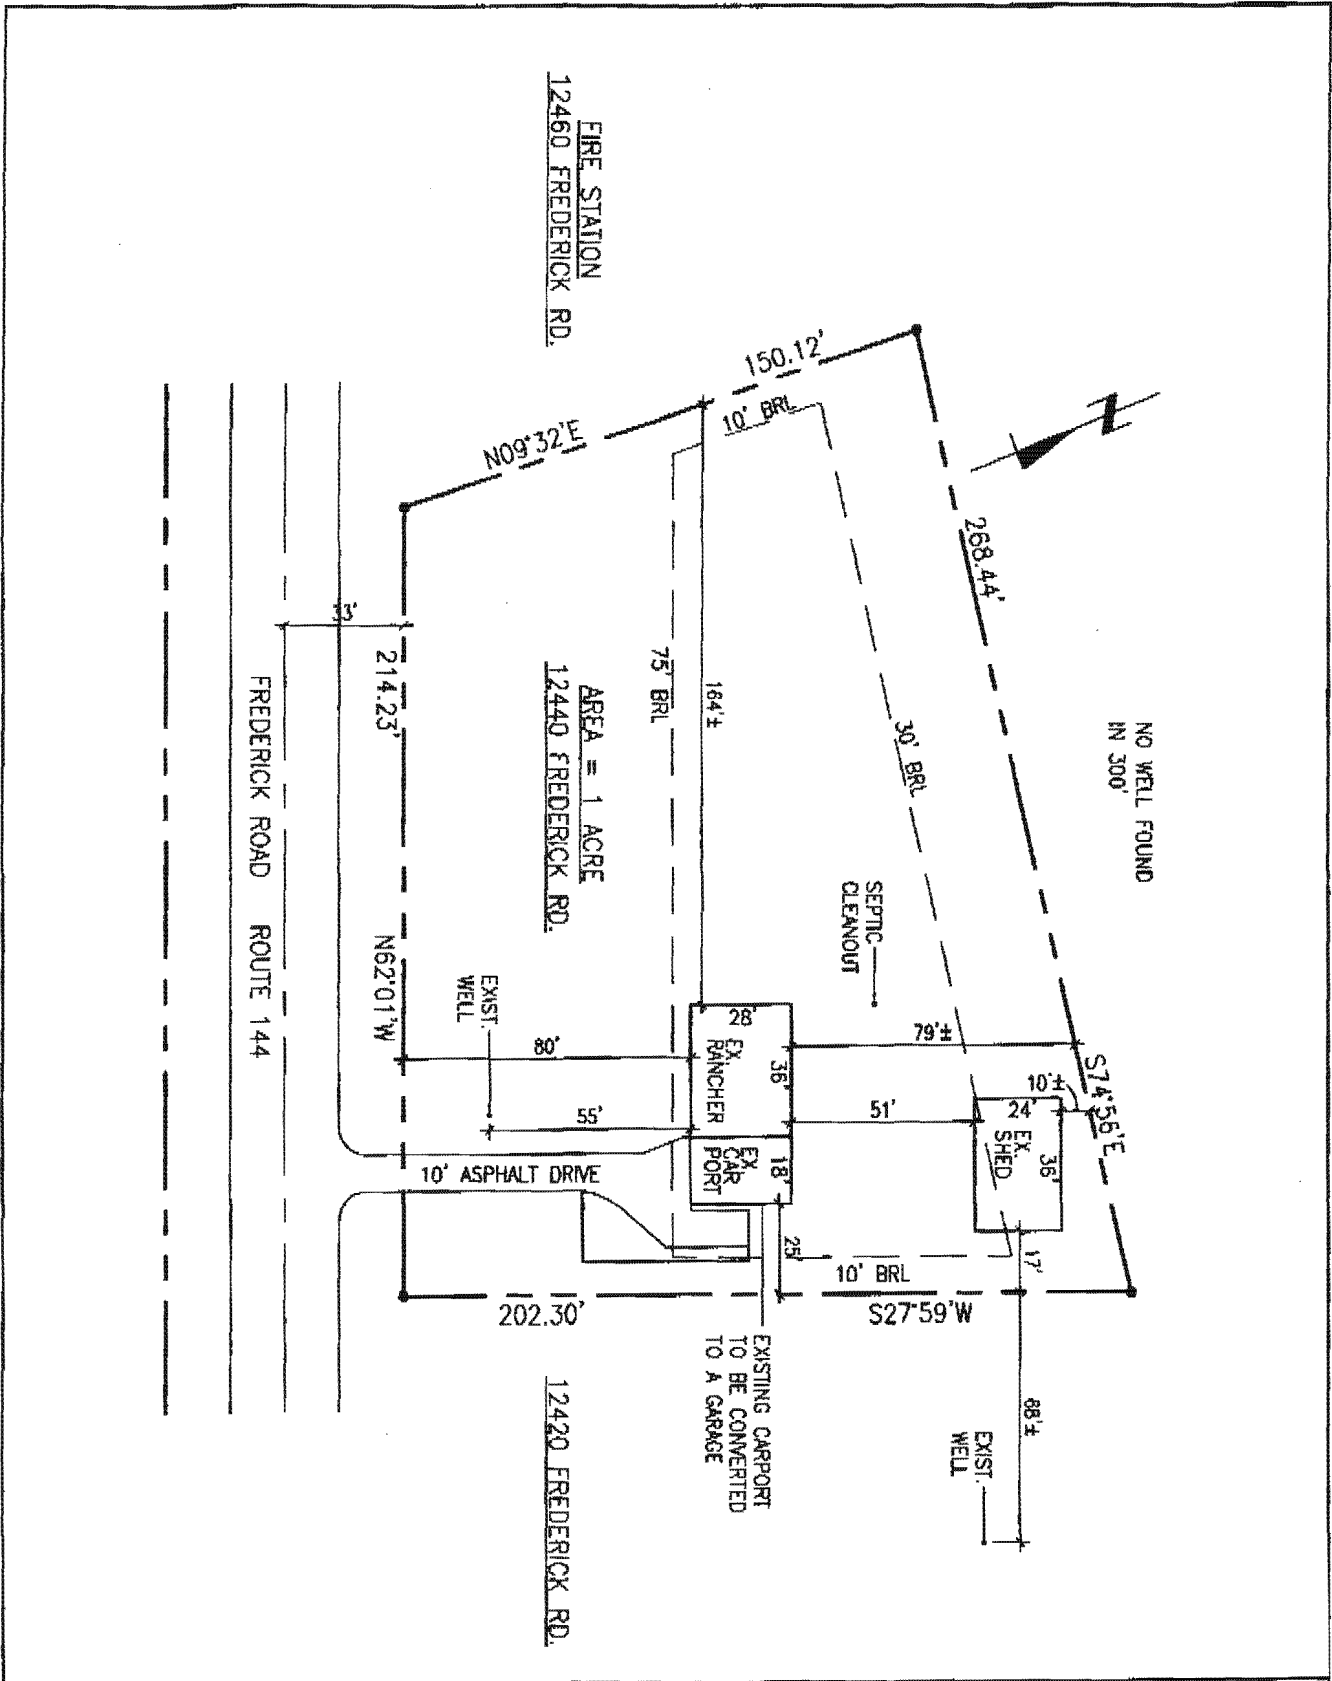 FIRE STATION
12460 FREDERICK RD.
150.12'
N09°32'E
10' BRL
268.44'
NO WELL FOUND
IN 300'
33'
214.23'
N62°01'W
FREDERICK ROAD ROUTE 144
AREA = 1 ACRE
12440 FREDERICK RD.
75' BRL
164'±
30' BRL
SEPTIC
CLEANOUT
EXIST.
WELL
80'
55'
28'
36'
EX.
RANCHER
79'±
51'
10'±
S74°56'E
24'
36'
EX.
SHED
18'
EX
CAR
PORT
10' ASPHALT DRIVE
25'
17'
10' BRL
202.30'
S27°59'W
EXISTING CARPORT
TO BE CONVERTED
TO A GARAGE
88'±
EXIST.
WELL
12420 FREDERICK RD.